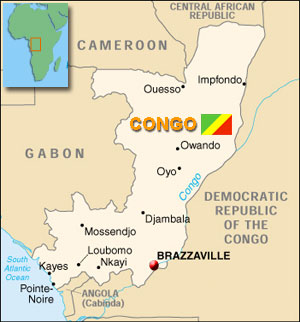 CENTRAL AFRICAN
REPUBLIC
CAMEROON
Impfondo
Ouesso
CONGO
GABON
Owando
Oyo
Congo
DEMOCRATIC
REPUBLIC
OF THE
CONGO
Djambala
Mossendjo
South
Atlantic
Ocean
Loubomo
BRAZZAVILLE
Kayes
Nkayi
Pointe-
Noire
ANGOLA
(Cabinda)